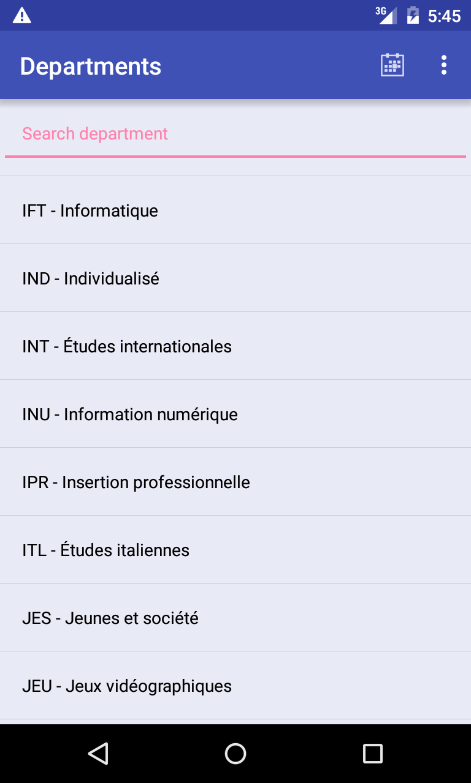 3G 5:45
Departments
Search department
IFT - Informatique
IND - Individualisé
INT - Études internationales
INU - Information numérique
IPR - Insertion professionnelle
ITL - Études italiennes
JES - Jeunes et société
JEU - Jeux vidéographiques